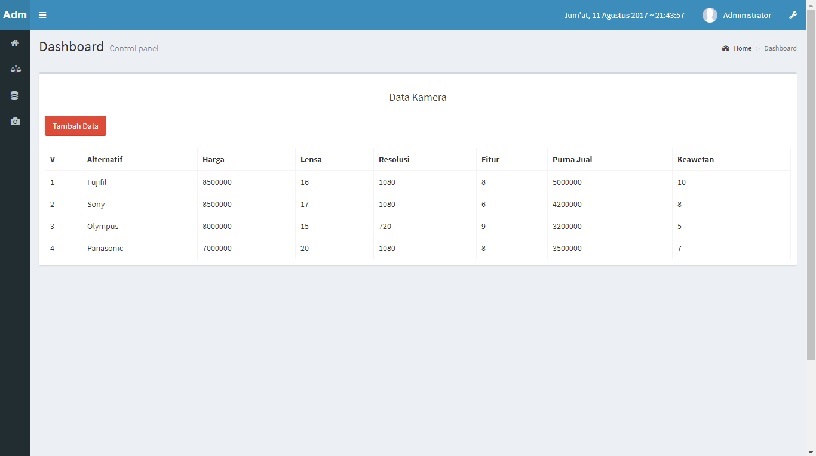 Adm
Jum'at, 11 Agustus 2017 - 21:43:57 Administrator
Dashboard Control panel
Home > Dashboard
Data Kamera
Tambah Data
V Alternatif Harga Lensa Resolusi Fitur Purna Jual Keawetan
1 Fujifil 8500000 16 1080 8 5000000 10
2 Sony 8500000 17 1080 6 4200000 8
3 Olympus 8000000 15 720 9 3200000 5
4 Panasonic 7000000 20 1080 8 3500000 7